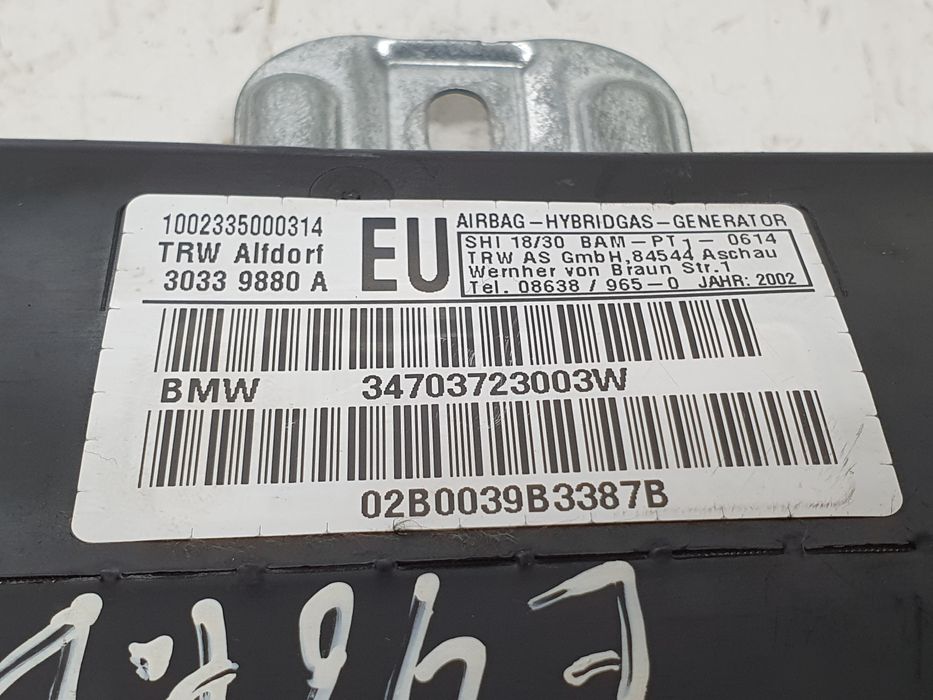 1002335000314
TRW Alfdorf
3033 9880 A
EU
AIRBAG-HYBRIDGAS-GENERATOR
SHI 18/30 BAM-PT₁- 0614
TRW AS GmbH,84544 Aschau
Wernher von Braun Str.1
Tel. 08638 / 965-0 JAHR: 2002
BMW 34703723003W
02B0039B3387B